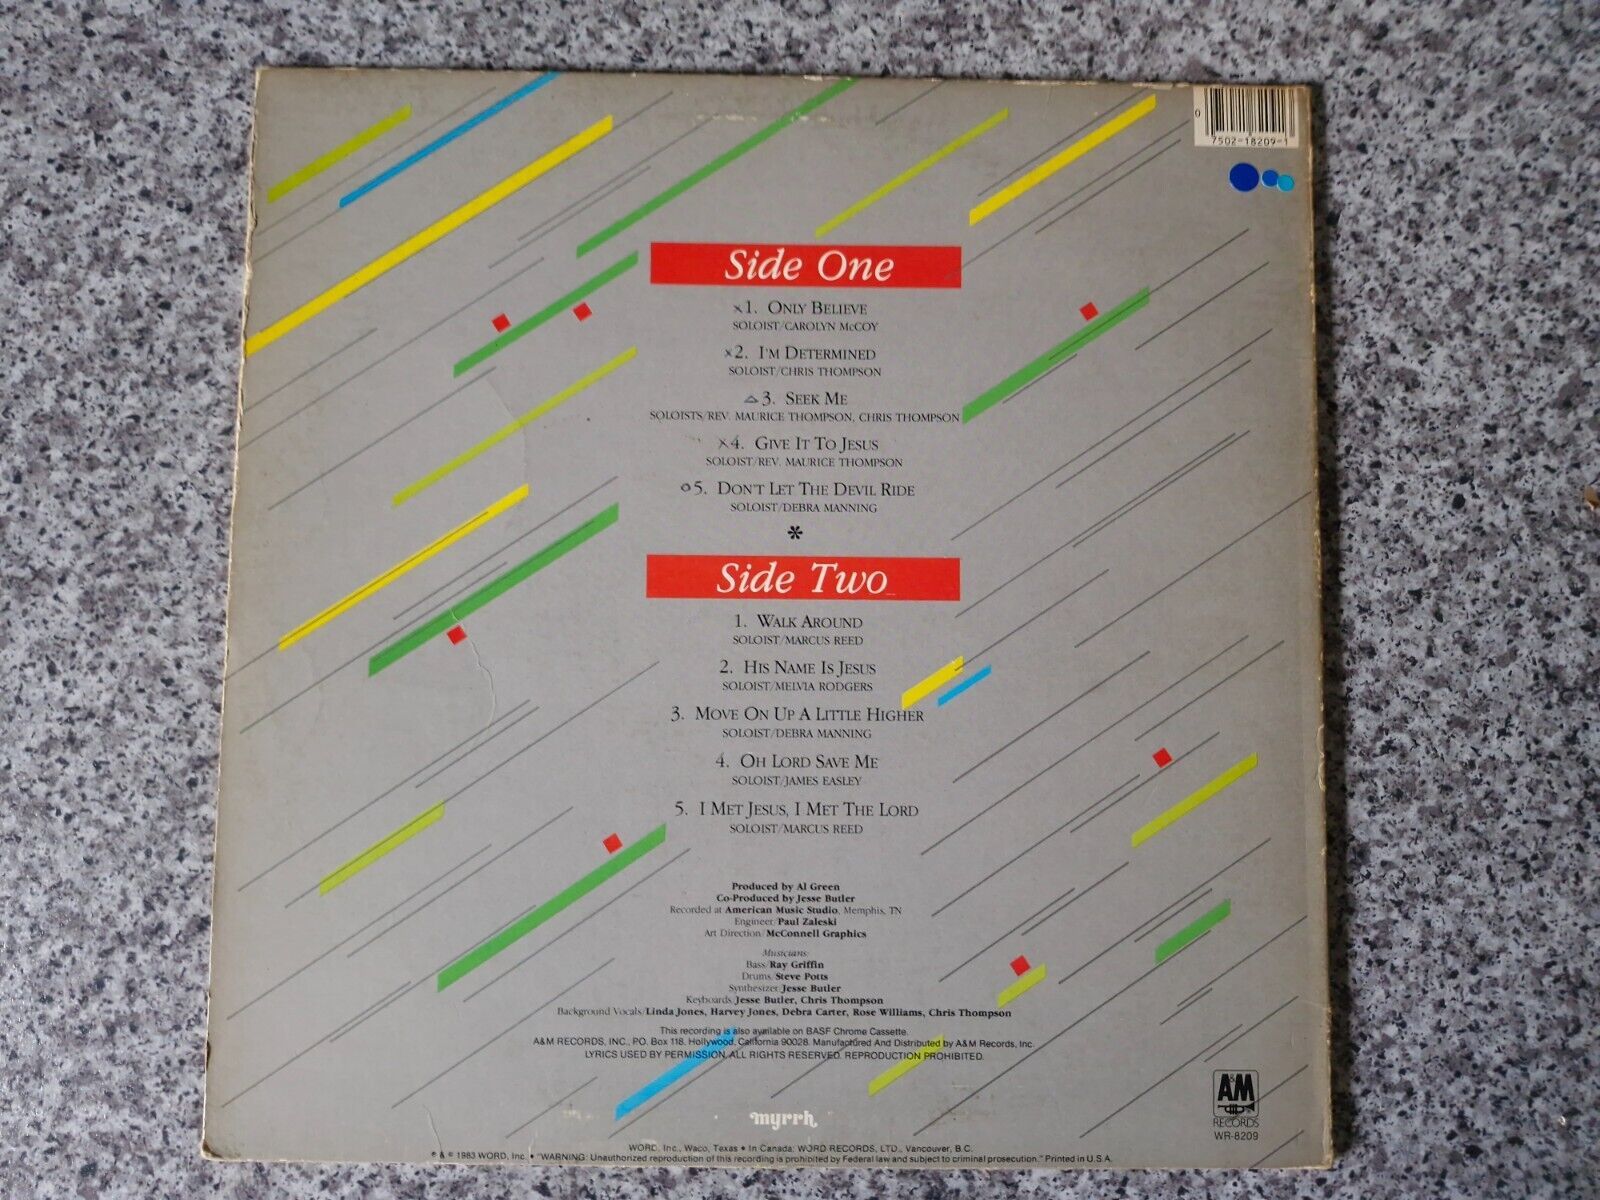 0
7502-18209-1
Side One
x1. Only Believe
SOLOIST/CAROLYN McCOY
x2. I'm Determined
SOLOIST/CHRIS THOMPSON
△3. Seek Me
SOLOISTS/REV. MAURICE THOMPSON, CHRIS THOMPSON
x4. Give It To Jesus
SOLOIST/REV. MAURICE THOMPSON
o5. Don't Let The Devil Ride
SOLOIST/DEBRA MANNING
*
Side Two
1. Walk Around
SOLOIST/MARCUS REED
2. His Name Is Jesus
SOLOIST/MELVIA RODGERS
3. Move On Up A Little Higher
SOLOIST/DEBRA MANNING
4. Oh Lord Save Me
SOLOIST/JAMES EASLEY
5. I Met Jesus, I Met The Lord
SOLOIST/MARCUS REED
Produced by Al Green
Co-Produced by Jesse Butler
Recorded at American Music Studio, Memphis, TN
Engineer/Paul Zaleski
Art Direction/McConnell Graphics
Musicians
Bass/Ray Griffin
Drums/Steve Potts
Synthesizer/Jesse Butler
Keyboards/Jesse Butler, Chris Thompson
Background Vocals/Linda Jones, Harvey Jones, Debra Carter, Rose Williams, Chris Thompson
This recording is also available on BASF Chrome Cassette.
A&M RECORDS, INC., P.O. Box 118, Hollywood, California 90028. Manufactured And Distributed by A&M Records, Inc.
LYRICS USED BY PERMISSION. ALL RIGHTS RESERVED. REPRODUCTION PROHIBITED.
A&M
RECORDS
WR-8209
myrrh
WORD, Inc., Waco, Texas • In Canada: WORD RECORDS, LTD., Vancouver, B.C.
℗ & © 1983 WORD, Inc. • "WARNING: Unauthorized reproduction of this recording is prohibited by Federal law and subject to criminal prosecution." Printed in U.S.A.